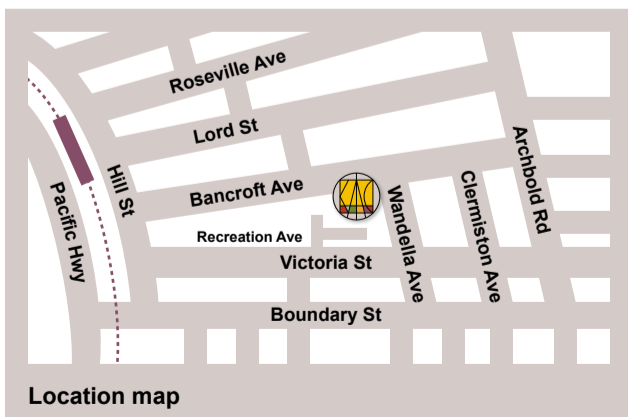 Roseville Ave
Lord St
Archbold Rd
Hill St
Pacific Hwy
Bancroft Ave
Wandella Ave
Clermiston Ave
Recreation Ave
Victoria St
Boundary St
Location map